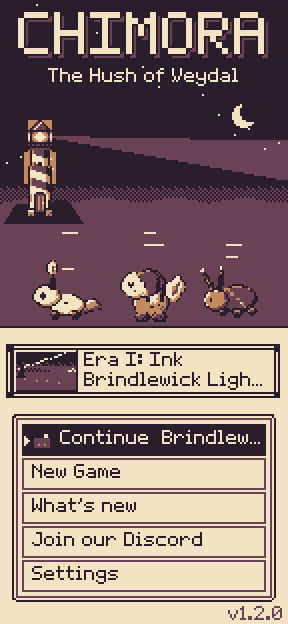 CHIMORA
The Hush of Veydal
Era I: Ink
Brindlewick Ligh...
Continue Brindlew...
New Game
What's new
Join our Discord
Settings
v1.2.0